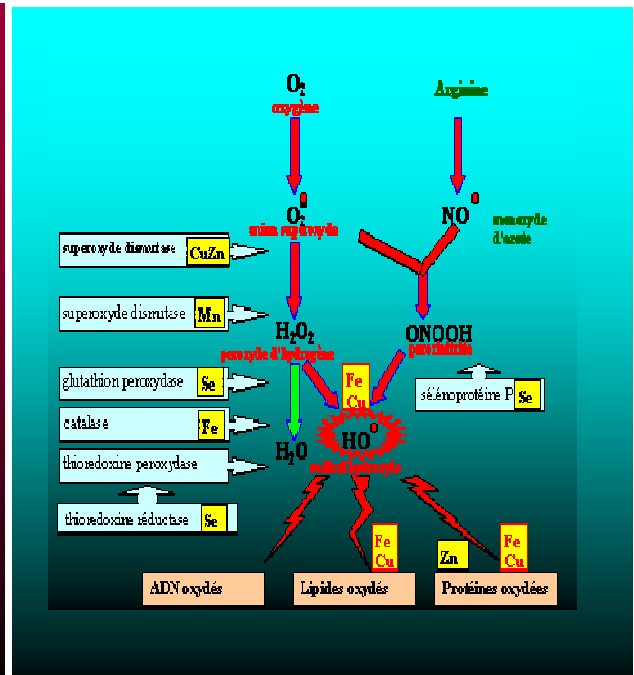 O₂
oxygène
Arginine
O₂
anion superoxyde
NO
monoxyde
d'azote
superoxyde dismutase CuZn
superoxyde dismutase Mn
H₂O₂
peroxyde d'hydrogène
ONOOH
peroxinitrite
glutathion peroxydase Se
Fe
Cu
sélénoprotéine P Se
catalase Fe
HO
radical hydroxyle
H₂O
thioredoxine peroxydase
thioredoxine réductase Se
Fe
Cu
Zn
Fe
Cu
ADN oxydés
Lipides oxydés
Protéines oxydées